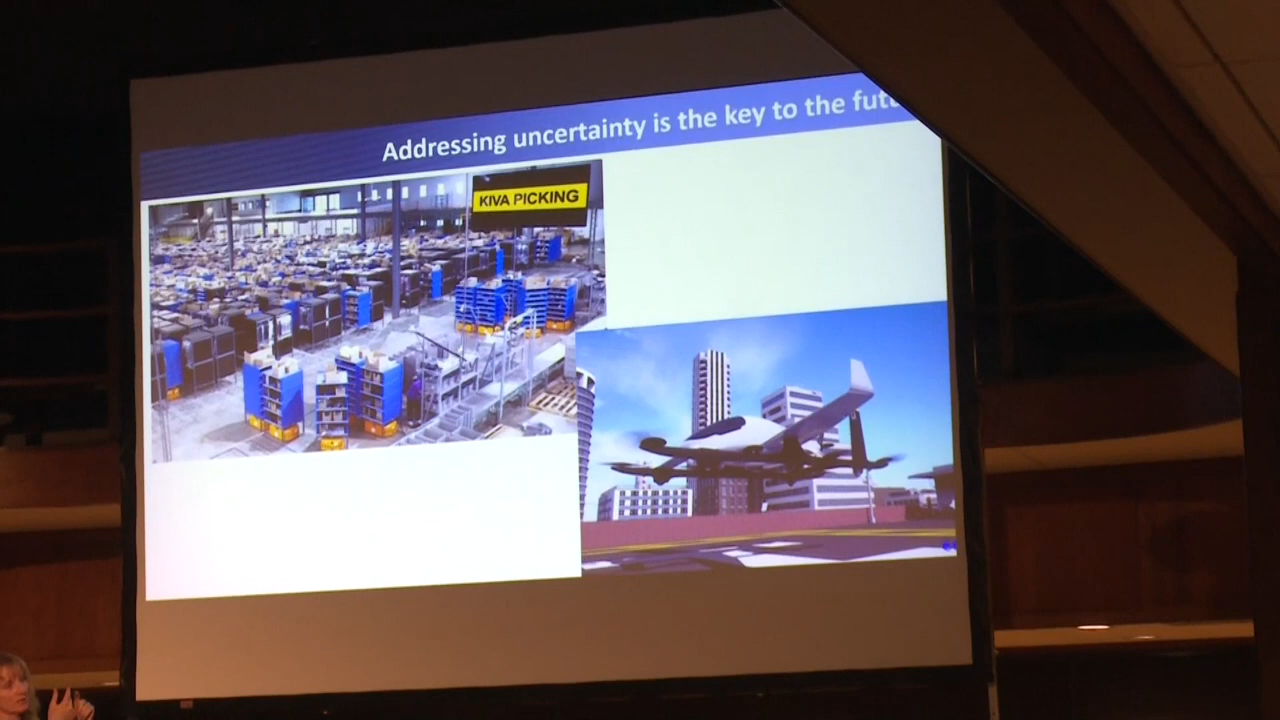 Addressing uncertainty is the key to the
KIVA PICKING